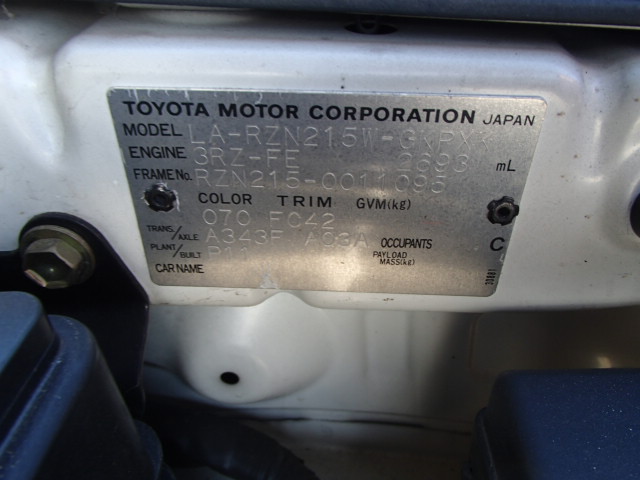 TOYOTA MOTOR CORPORATION JAPAN
MODEL LA-RZN215W-GKPYK
ENGINE 3RZ-FE 2693 mL
FRAME No. RZN215-0011095
COLOR TRIM GVM(kg)
070 FC42
TRANS/AXLE A343F A03A OCCUPANTS C
PLANT/BUILT PAYLOAD MASS(kg)
CAR NAME